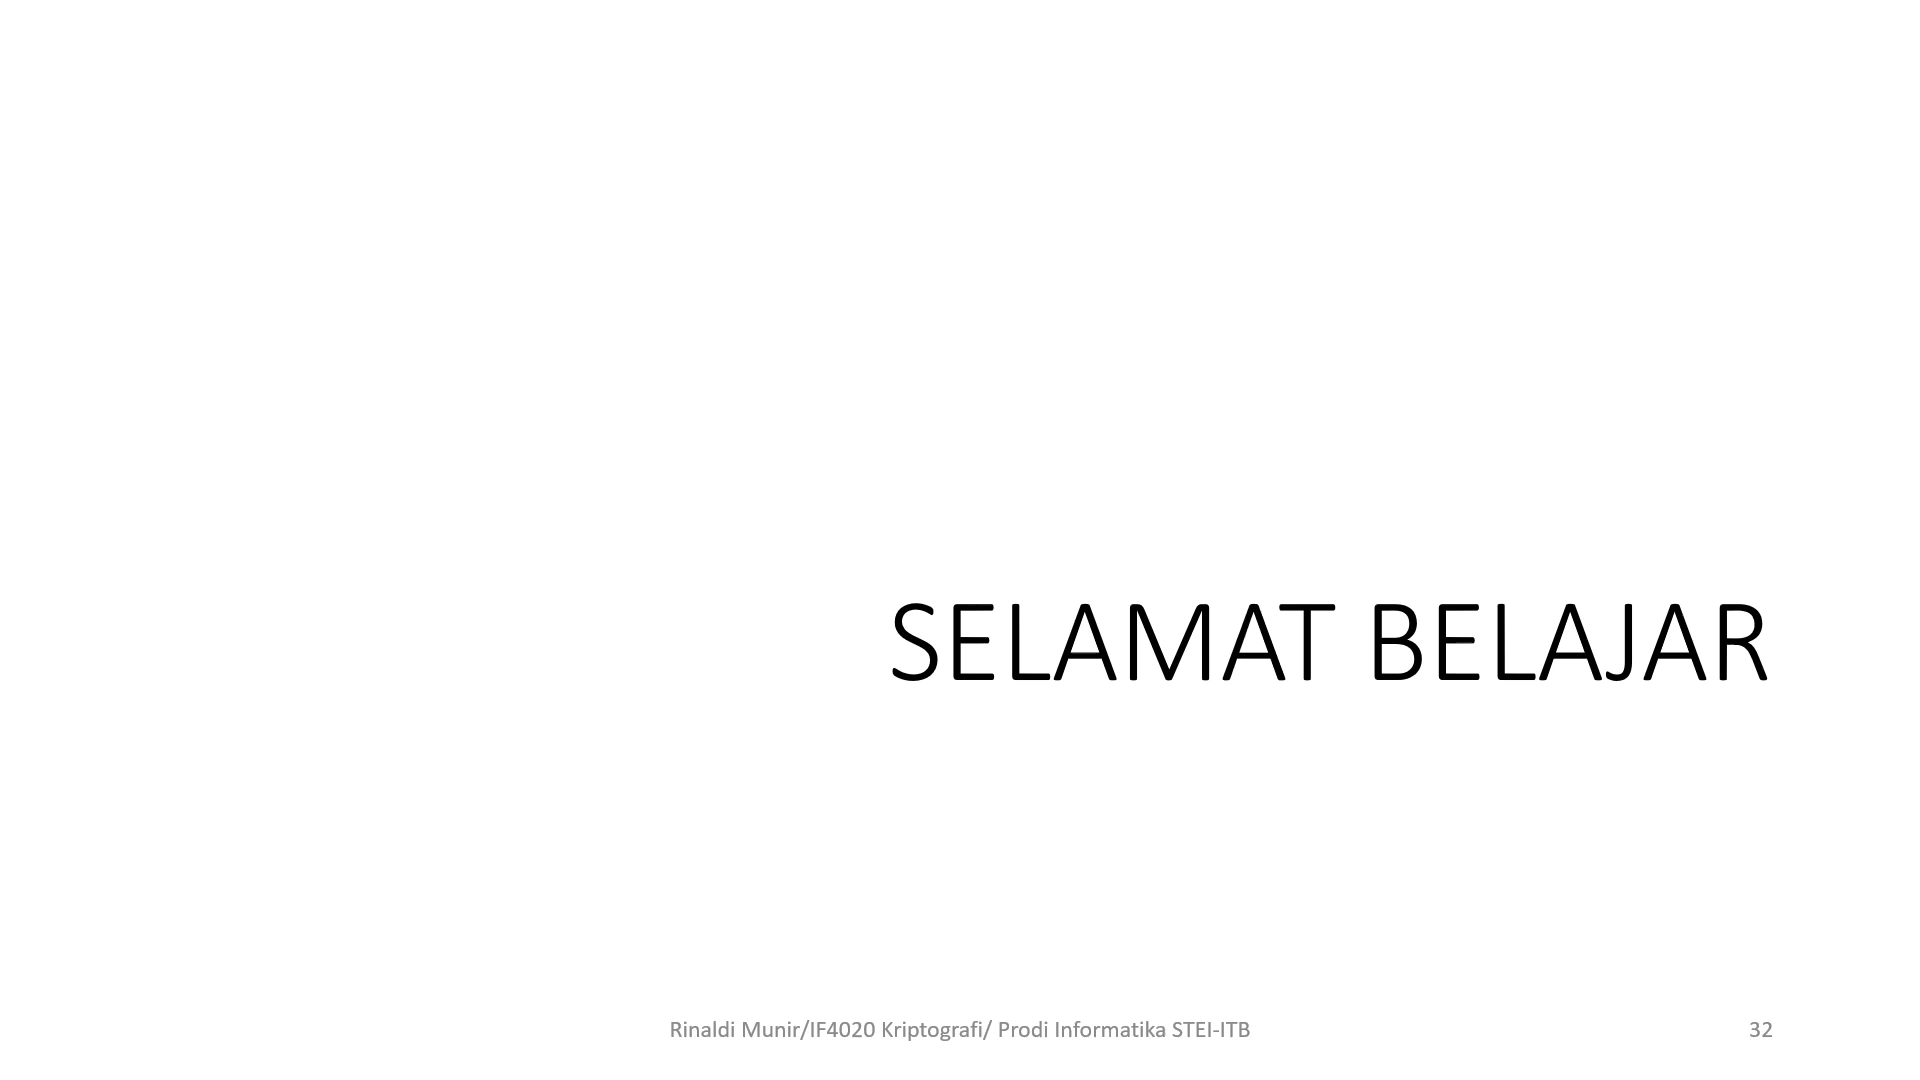 SELAMAT BELAJAR
Rinaldi Munir/IF4020 Kriptografi/ Prodi Informatika STEI-ITB
32